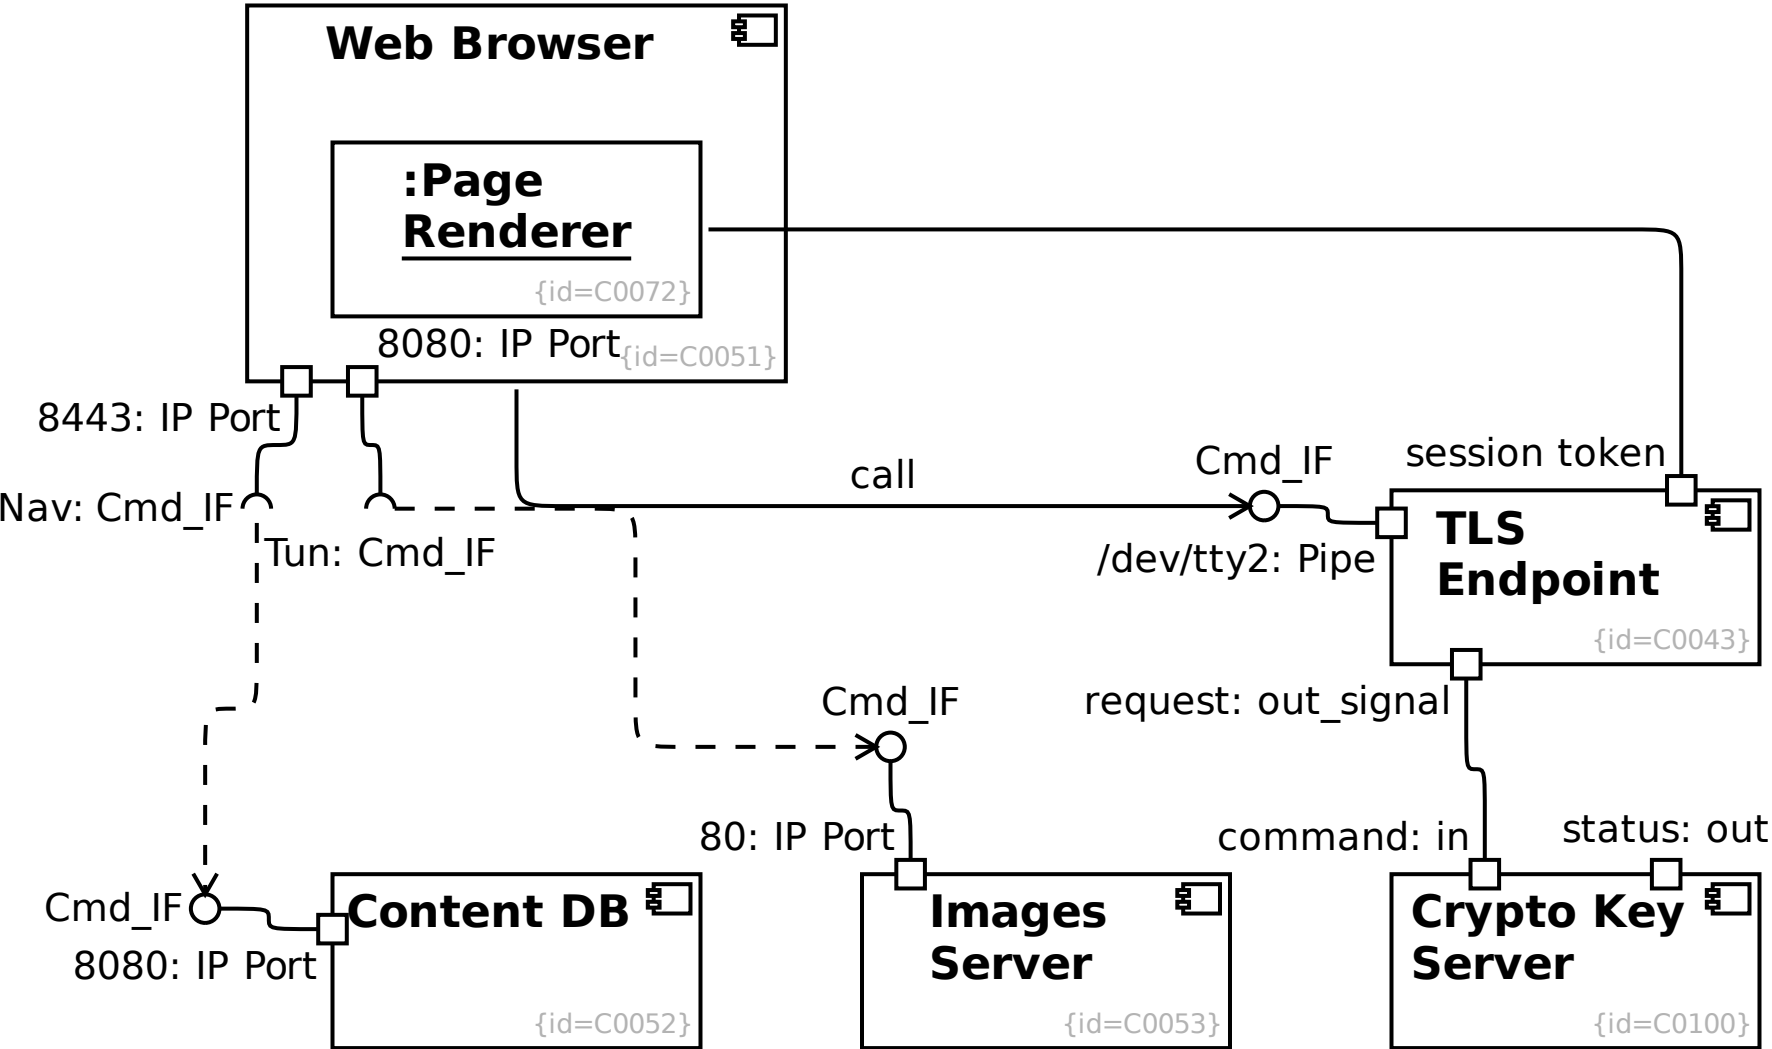 Web Browser
:Page
Renderer
{id=C0072}
8080: IP Port
{id=C0051}
8443: IP Port
Nav: Cmd_IF
Tun: Cmd_IF
call
Cmd_IF
session token
/dev/tty2: Pipe
TLS
Endpoint
{id=C0043}
request: out_signal
Cmd_IF
80: IP Port
command: in
status: out
Cmd_IF
8080: IP Port
Content DB
{id=C0052}
Images
Server
{id=C0053}
Crypto Key
Server
{id=C0100}